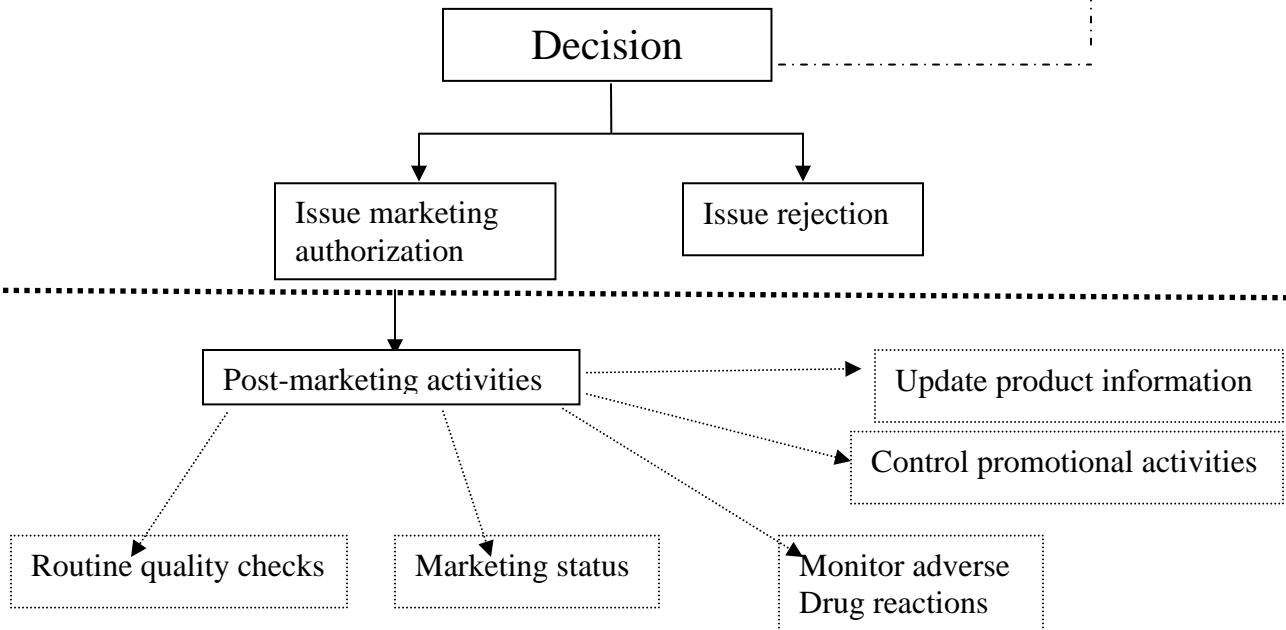 Decision
Issue marketing
authorization
Issue rejection
Post-marketing activities
Update product information
Control promotional activities
Routine quality checks
Marketing status
Monitor adverse
Drug reactions